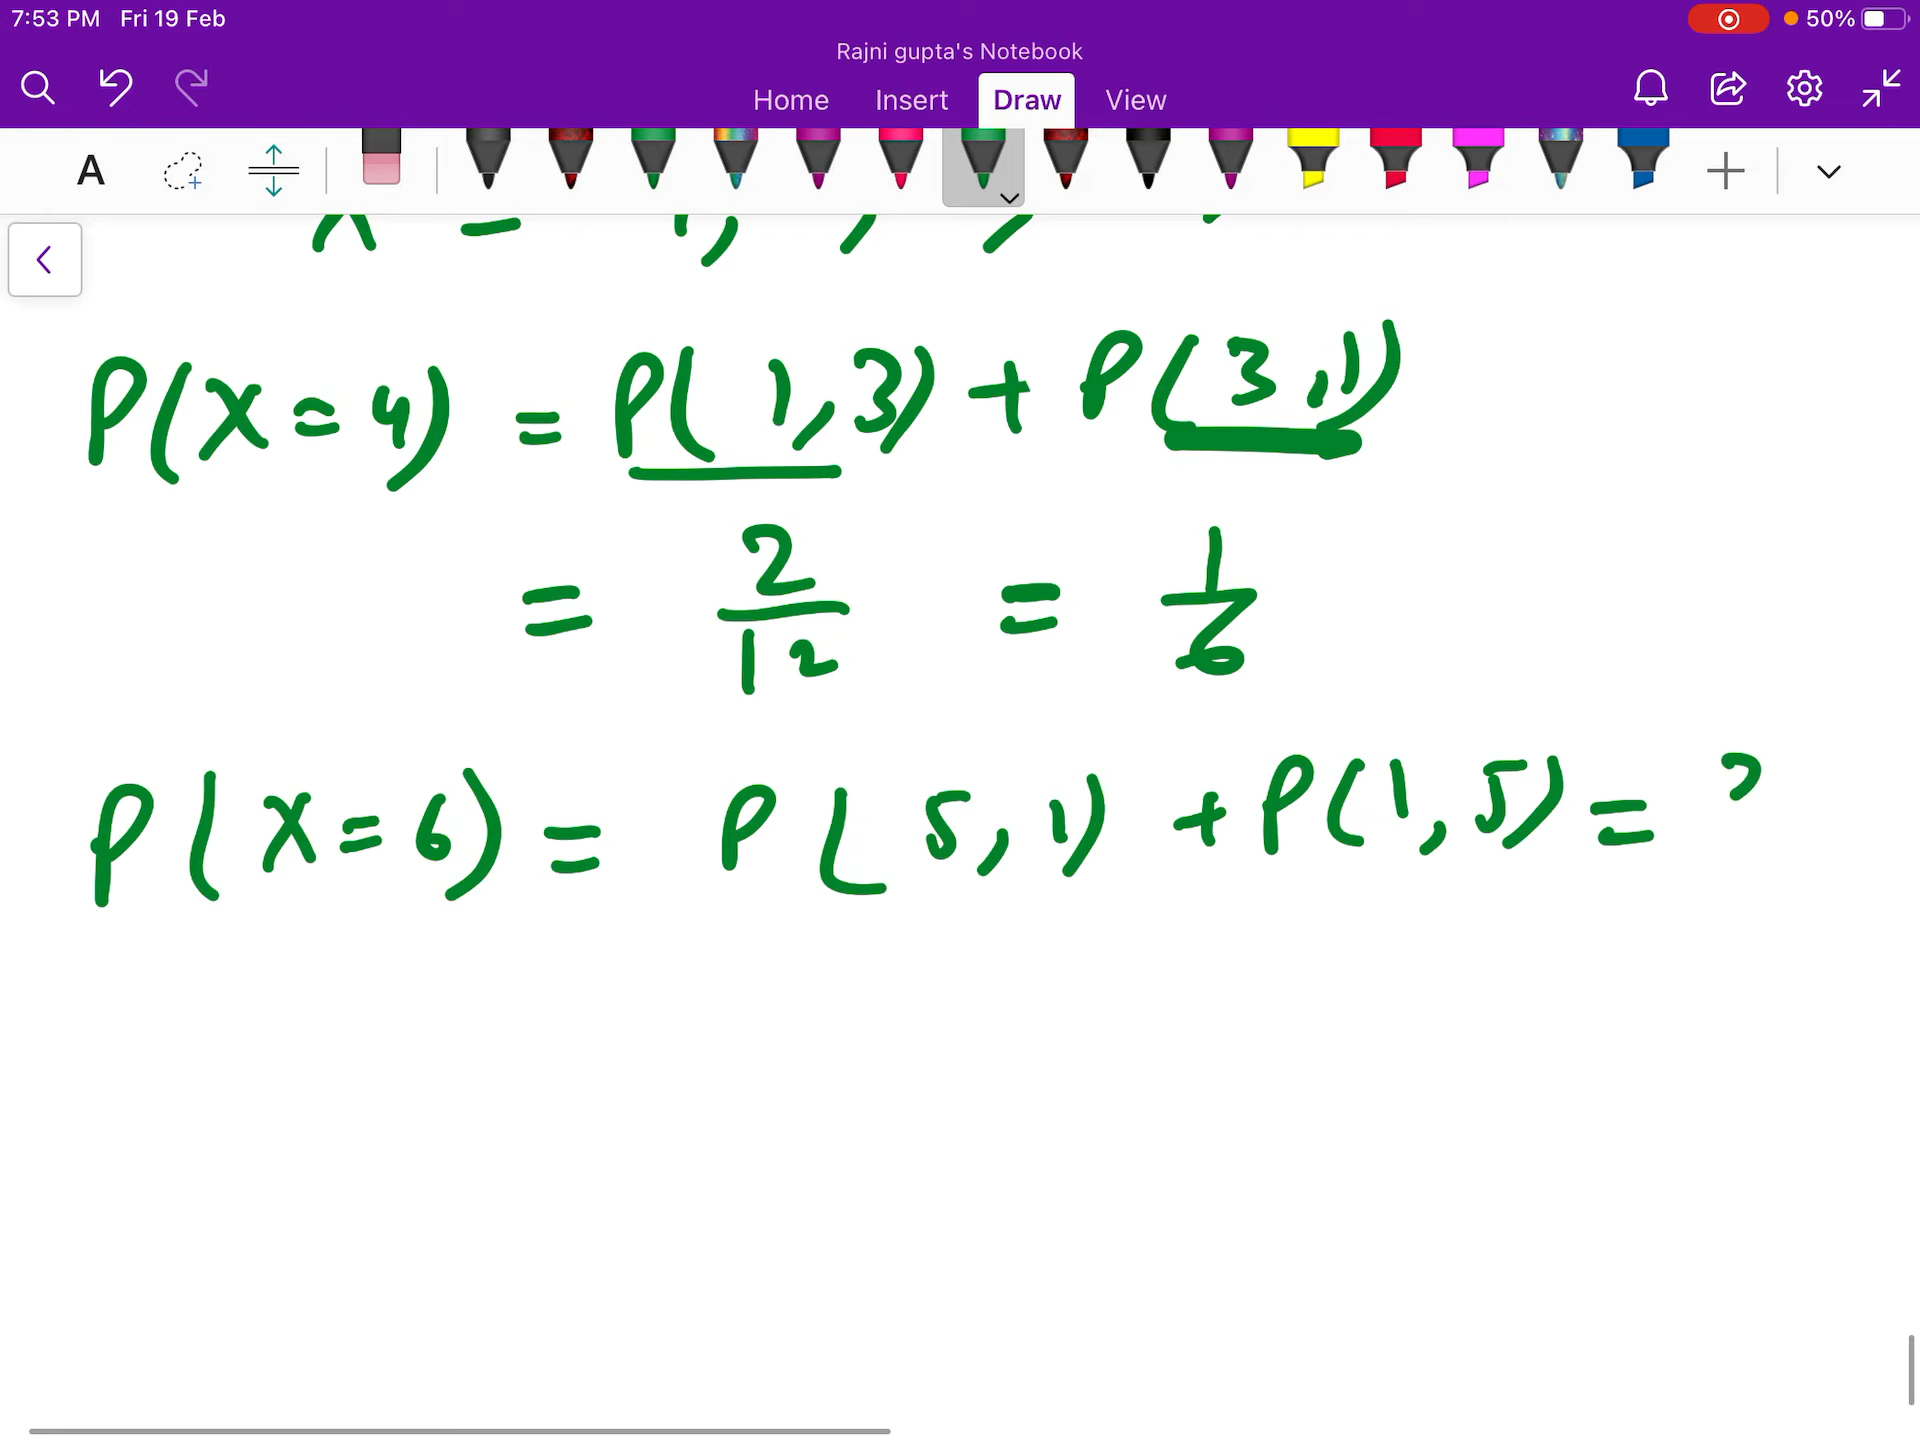 7:53 PM Fri 19 Feb 50%
Rajni gupta's Notebook
Home Insert Draw View
A
P(X=4) = P(1,3) + P(3,1)
= 2/12 = 1/6
P(X=6) = P(5,1) + P(1,5) =